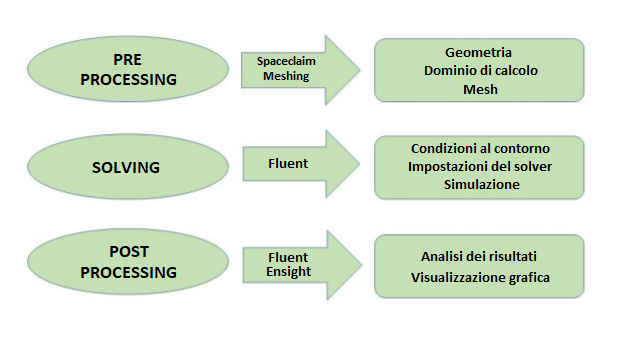 PRE
PROCESSING
Spaceclaim
Meshing
Geometria
Dominio di calcolo
Mesh
SOLVING
Fluent
Condizioni al contorno
Impostazioni del solver
Simulazione
POST
PROCESSING
Fluent
Ensight
Analisi dei risultati
Visualizzazione grafica